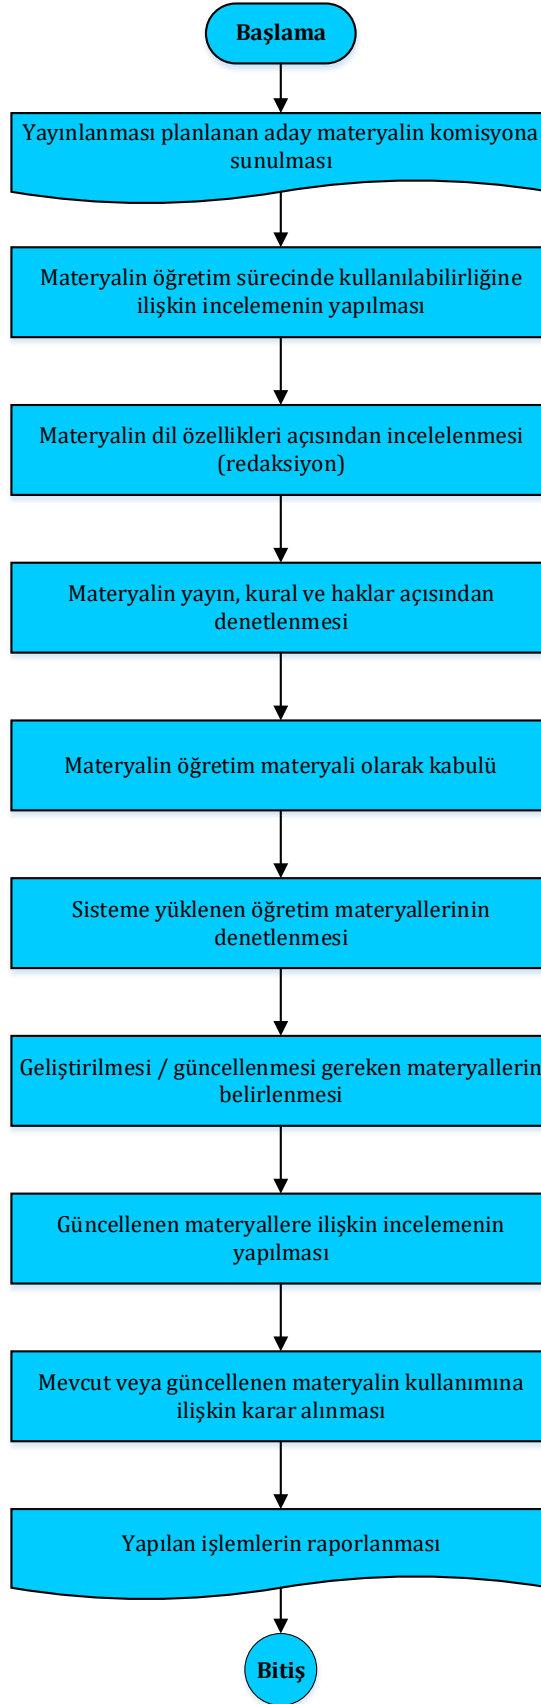 Başlama
Yayınlanması planlanan aday materyalin komisyona
sunulması
Materyalin öğretim sürecinde kullanılabilirliğine
ilişkin incelemenin yapılması
Materyalin dil özellikleri açısından incelelenmesi
(redaksiyon)
Materyalin yayın, kural ve haklar açısından
denetlenmesi
Materyalin öğretim materyali olarak kabulü
Sisteme yüklenen öğretim materyallerinin
denetlenmesi
Geliştirilmesi / güncellenmesi gereken materyallerin
belirlenmesi
Güncellenen materyallere ilişkin incelemenin
yapılması
Mevcut veya güncellenen materyalin kullanımına
ilişkin karar alınması
Yapılan işlemlerin raporlanması
Bitiş